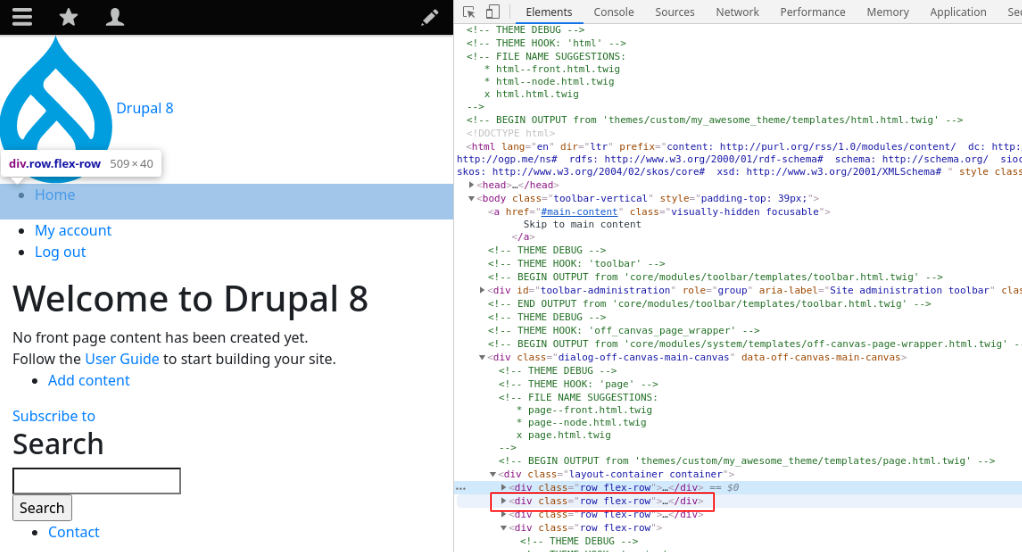 Drupal 8
div.row.flex-row 509 × 40
Home
My account
Log out
Welcome to Drupal 8
No front page content has been created yet.
Follow the User Guide to start building your site.
Add content
Subscribe to
Search
Search
Contact
Elements Console Sources Network Performance Memory Application Sec
<!-- THEME DEBUG -->
<!-- THEME HOOK: 'html' -->
<!-- FILE NAME SUGGESTIONS:
* html--front.html.twig
* html--node.html.twig
x html.html.twig
-->
<!-- BEGIN OUTPUT from 'themes/custom/my_awesome_theme/templates/html.html.twig' -->
<!DOCTYPE html>
<html lang="en" dir="ltr" prefix="content: http://purl.org/rss/1.0/modules/content/  dc: http:
http://ogp.me/ns#  rdfs: http://www.w3.org/2000/01/rdf-schema#  schema: http://schema.org/  sioc
skos: http://www.w3.org/2004/02/skos/core#  xsd: http://www.w3.org/2001/XMLSchema# " style class
<head>…</head>
<body class="toolbar-vertical" style="padding-top: 39px;">
<a href="#main-content" class="visually-hidden focusable">
Skip to main content
</a>
<!-- THEME DEBUG -->
<!-- THEME HOOK: 'toolbar' -->
<!-- BEGIN OUTPUT from 'core/modules/toolbar/templates/toolbar.html.twig' -->
<div id="toolbar-administration" role="group" aria-label="Site administration toolbar" clas
<!-- END OUTPUT from 'core/modules/toolbar/templates/toolbar.html.twig' -->
<!-- THEME DEBUG -->
<!-- THEME HOOK: 'off_canvas_page_wrapper' -->
<!-- BEGIN OUTPUT from 'core/modules/system/templates/off-canvas-page-wrapper.html.twig' --
<div class="dialog-off-canvas-main-canvas" data-off-canvas-main-canvas>
<!-- THEME DEBUG -->
<!-- THEME HOOK: 'page' -->
<!-- FILE NAME SUGGESTIONS:
* page--front.html.twig
* page--node.html.twig
x page.html.twig
-->
<!-- BEGIN OUTPUT from 'themes/custom/my_awesome_theme/templates/page.html.twig' -->
<div class="layout-container container">
<div class="row flex-row">…</div> == $0
<div class="row flex-row">…</div>
<div class="row flex-row">…</div>
<div class="row flex-row">
<!-- THEME DEBUG -->